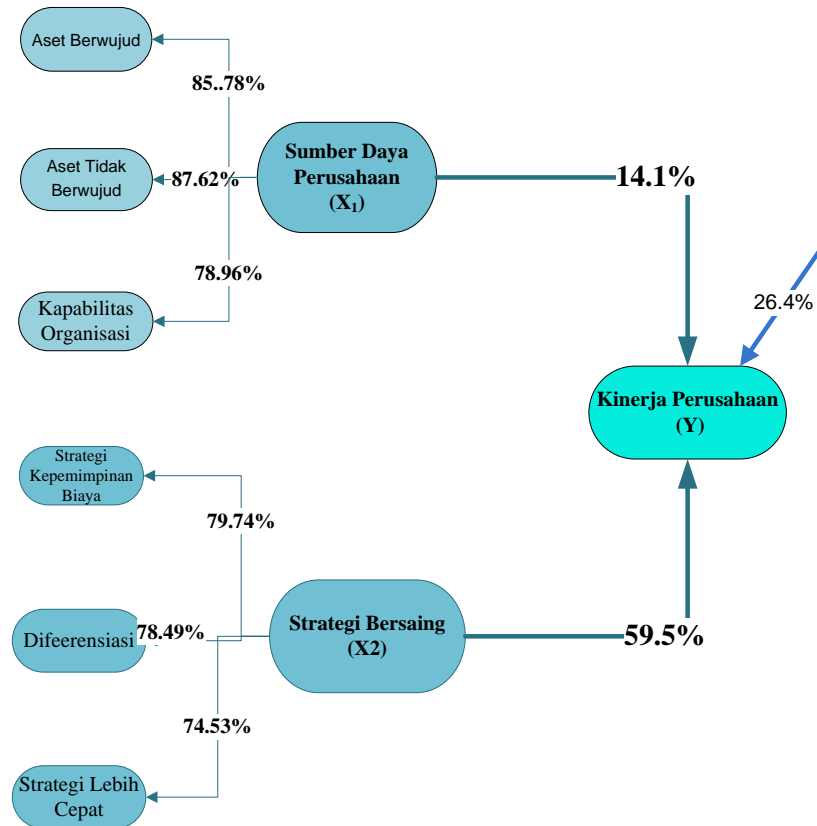 Aset Berwujud
85..78%
Sumber Daya
Perusahaan
(X₁)
14.1%
Aset Tidak
Berwujud
87.62%
78.96%
Kapabilitas
Organisasi
26.4%
Kinerja Perusahaan
(Y)
Strategi
Kepemimpinan
Biaya
79.74%
Strategi Bersaing
(X2)
59.5%
Difeerensiasi
78.49%
74.53%
Strategi Lebih
Cepat